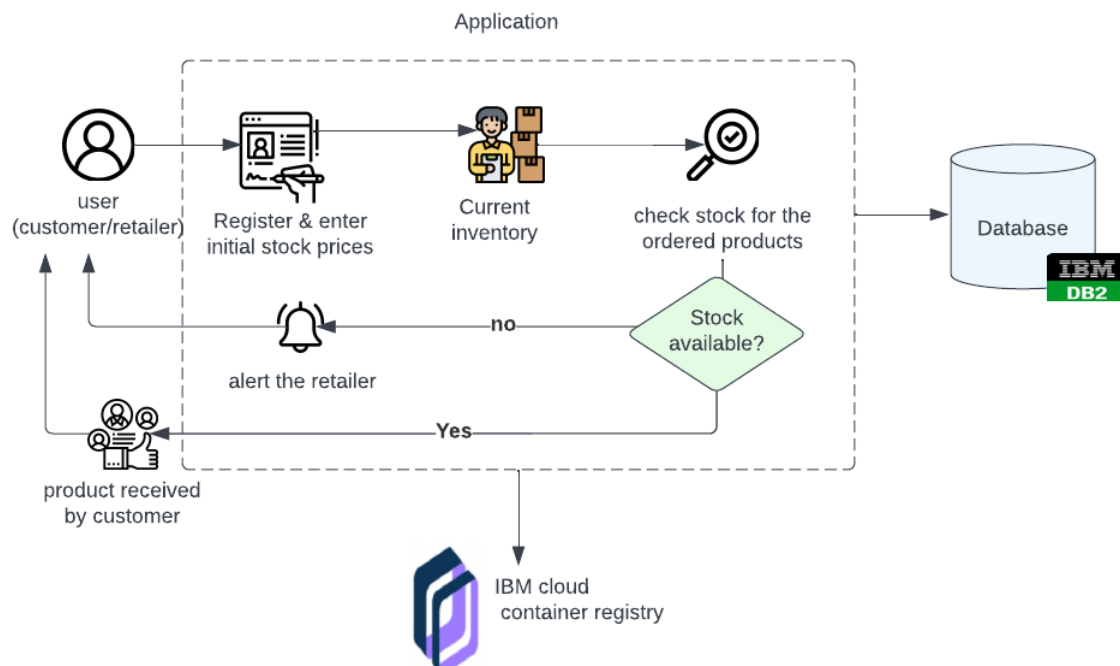 Application
user
(customer/retailer)
Register & enter
initial stock prices
Current
inventory
check stock for the
ordered products
Database
IBM
DB2
Stock
available?
no
alert the retailer
Yes
product received
by customer
IBM cloud
container registry